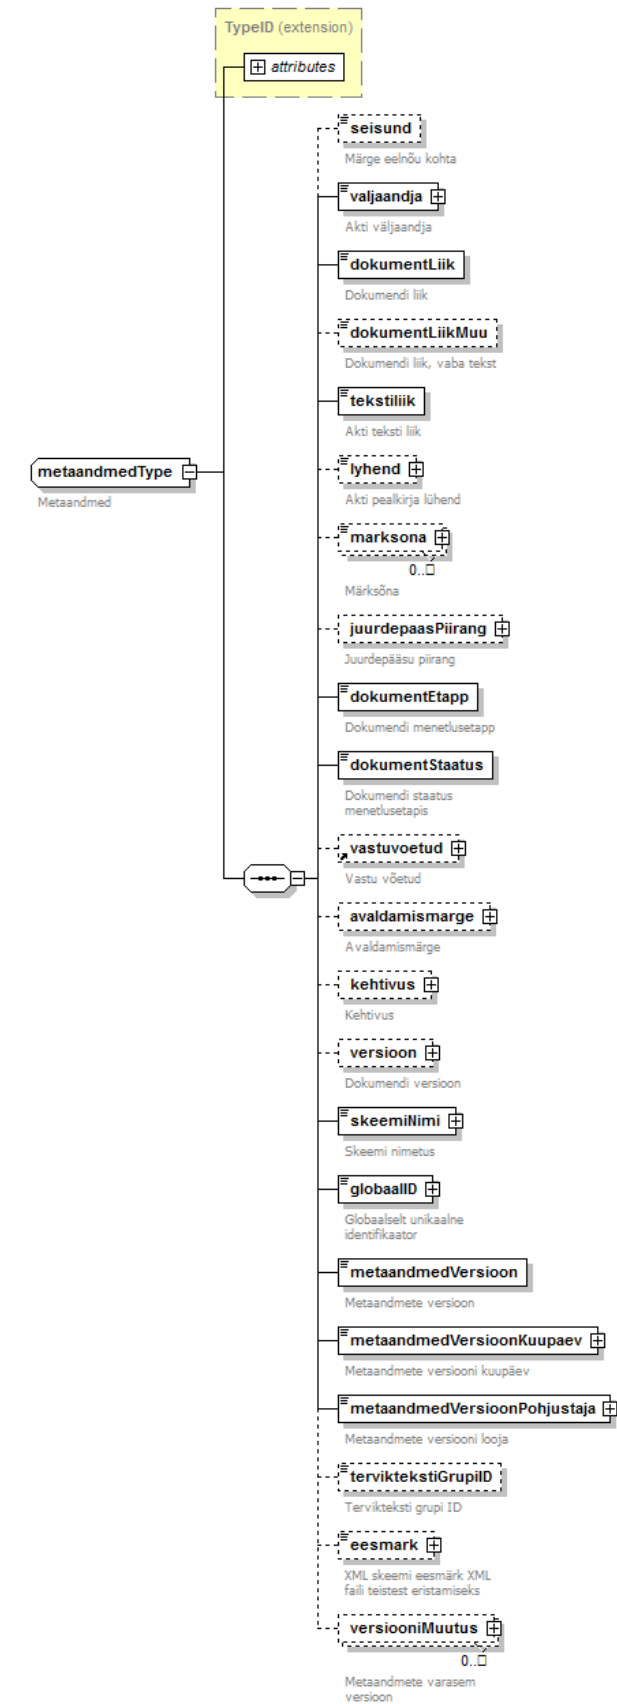 TypeID (extension)
attributes
seisund
Märge eelnõu kohta
valjaandja
Akti väljaandja
dokumentLiik
Dokumendi liik
dokumentLiikMuu
Dokumendi liik, vaba tekst
tekstiliik
Akti teksti liik
lyhend
Akti pealkirja lühend
marksona
0..□
Märksõna
metaandmedType
Metaandmed
juurdepaasPiirang
Juurdepääsu piirang
dokumentEtapp
Dokumendi menetlusetapp
dokumentStaatus
Dokumendi staatus
menetlusetapis
vastuvoetud
Vastu võetud
avaldamismarge
Avaldamismärge
kehtivus
Kehtivus
versioon
Dokumendi versioon
skeemiNimi
Skeemi nimetus
globaalID
Globaalselt unikaalne
identifikaator
metaandmedVersioon
Metaandmete versioon
metaandmedVersioonKuupaev
Metaandmete versiooni kuupäev
metaandmedVersioonPohjustaja
Metaandmete versiooni looja
terviktekstiGrupiID
Tervikteksti grupi ID
eesmark
XML skeemi eesmärk XML
faili teistest eristamiseks
versiooniMuutus
0..□
Metaandmete varasem
versioon